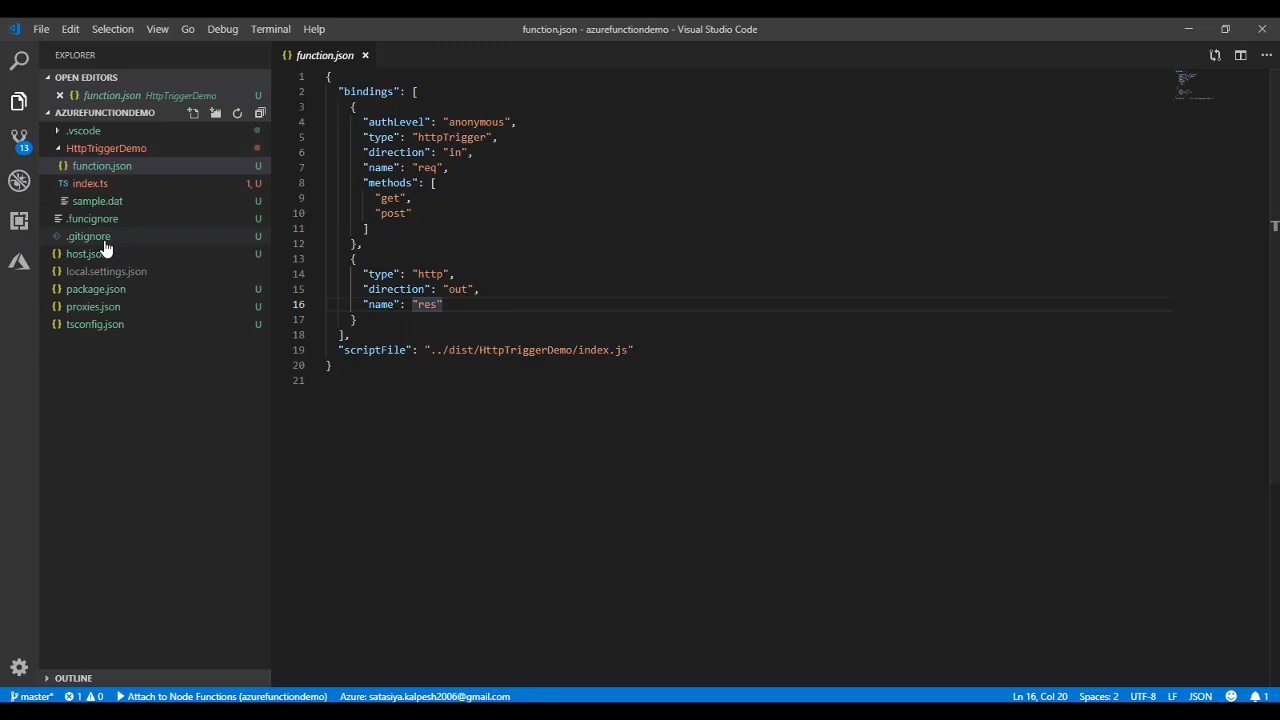 File Edit Selection View Go Debug Terminal Help
function.json - azurefunctiondemo - Visual Studio Code
EXPLORER
OPEN EDITORS
function.json HttpTriggerDemo U
AZUREFUNCTIONDEMO
.vscode
HttpTriggerDemo
{} function.json U
TS index.ts 1, U
sample.dat U
.funcignore U
.gitignore U
{} host.json U
{} local.settings.json
{} package.json U
{} proxies.json U
{} tsconfig.json U
OUTLINE
13
{} function.json
1 {
2 "bindings": [
3 {
4 "authLevel": "anonymous",
5 "type": "httpTrigger",
6 "direction": "in",
7 "name": "req",
8 "methods": [
9 "get",
10 "post"
11 ]
12 },
13 {
14 "type": "http",
15 "direction": "out",
16 "name": "res"
17 }
18 ],
19 "scriptFile": "../dist/HttpTriggerDemo/index.js"
20 }
21
master* 1 0 Attach to Node Functions (azurefunctiondemo) Azure: satasiya.kalpesh2006@gmail.com Ln 16, Col 20 Spaces: 2 UTF-8 LF JSON 1